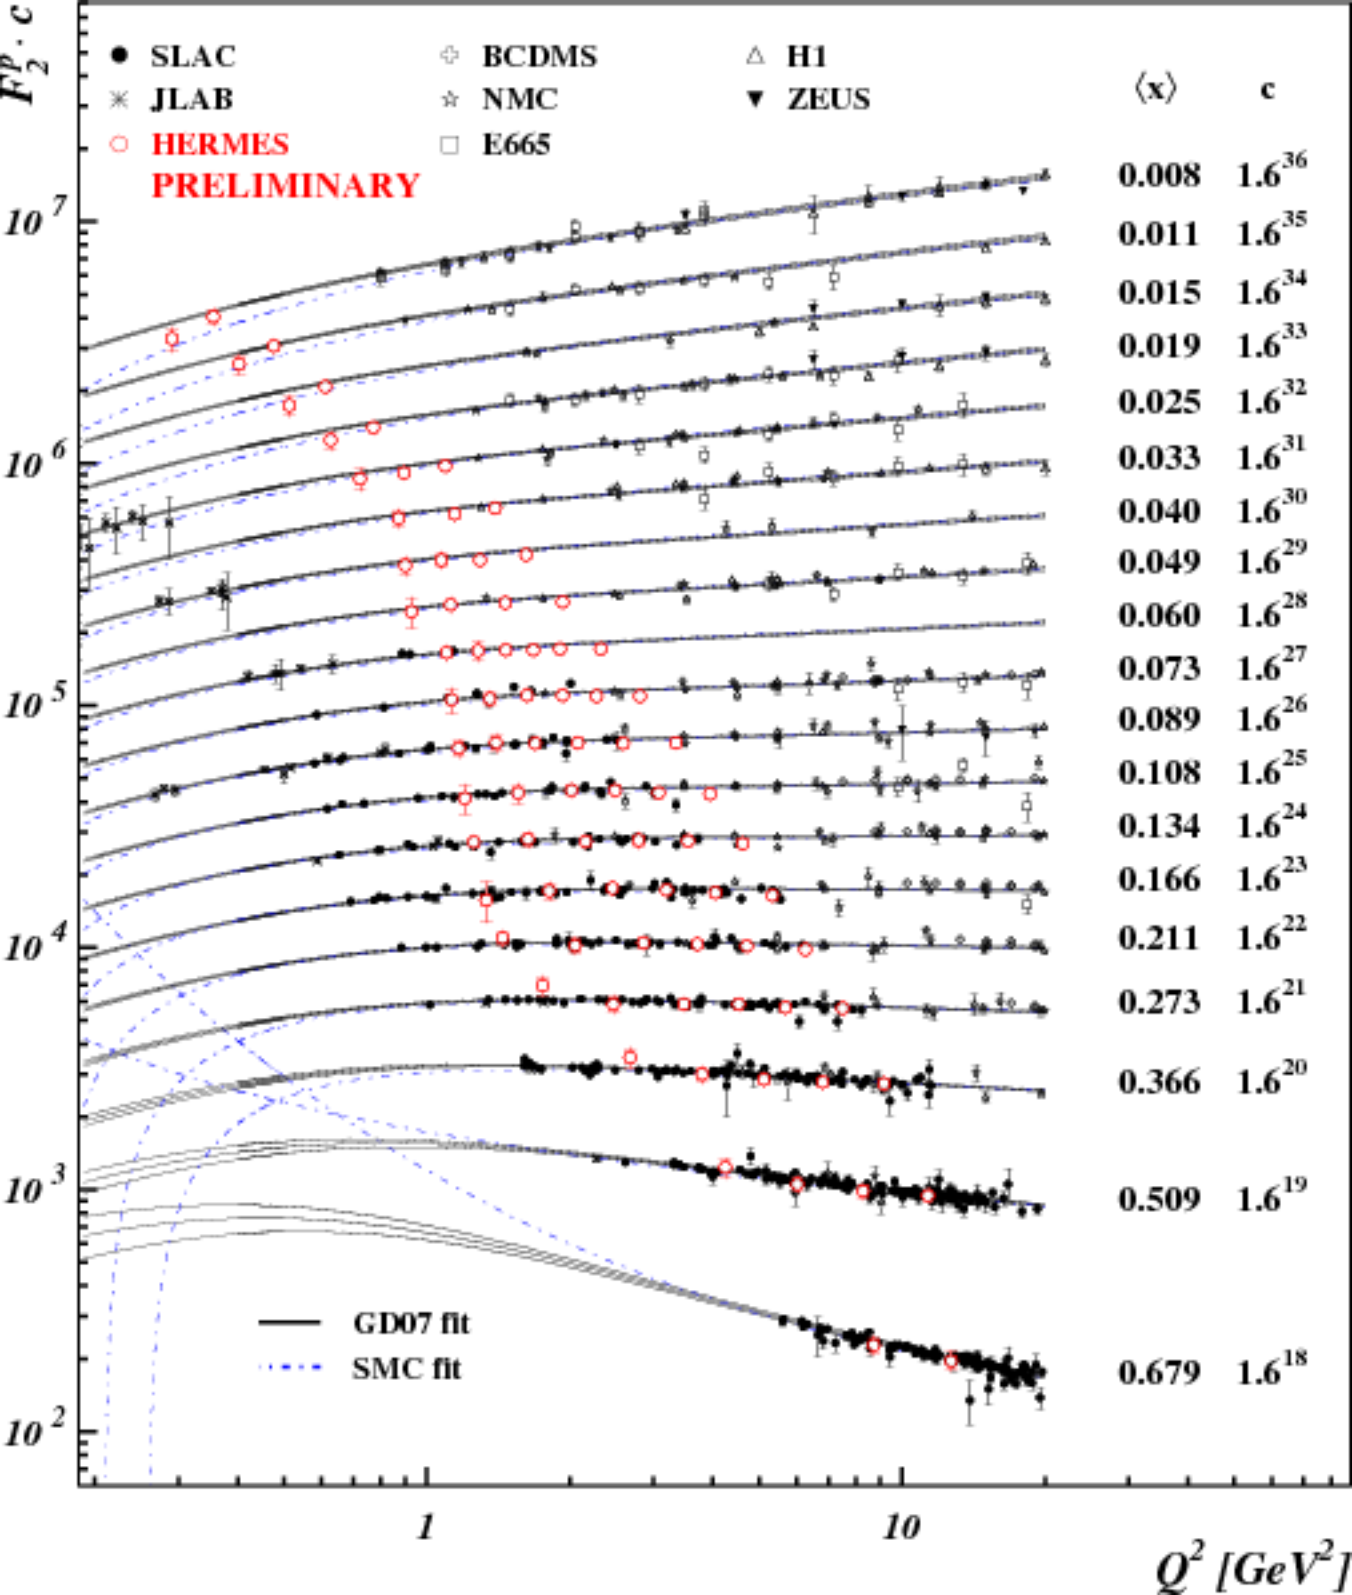 F₂ᵖ · c
SLAC BCDMS H1
JLAB NMC ZEUS
HERMES E665
PRELIMINARY
⟨x⟩ c
0.008 1.6³⁶
0.011 1.6³⁵
0.015 1.6³⁴
0.019 1.6³³
0.025 1.6³²
0.033 1.6³¹
0.040 1.6³⁰
0.049 1.6²⁹
0.060 1.6²⁸
0.073 1.6²⁷
0.089 1.6²⁶
0.108 1.6²⁵
0.134 1.6²⁴
0.166 1.6²³
0.211 1.6²²
0.273 1.6²¹
0.366 1.6²⁰
0.509 1.6¹⁹
0.679 1.6¹⁸
10⁷
10⁶
10⁵
10⁴
10³
10²
GD07 fit
SMC fit
1 10
Q² [GeV²]